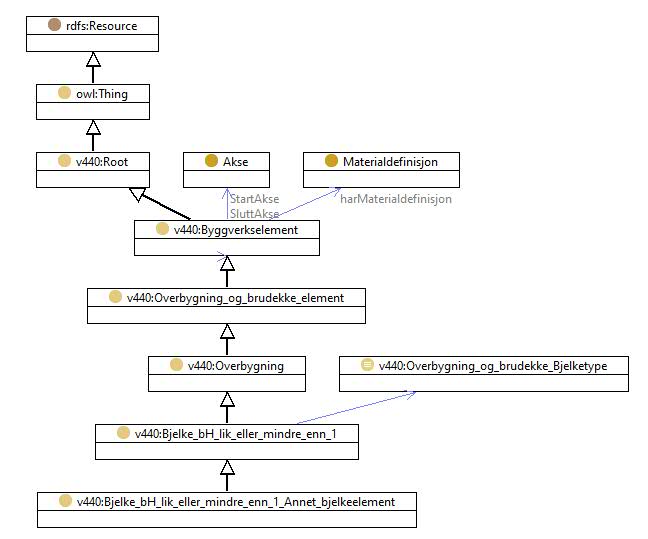 rdfs:Resource
owl:Thing
v440:Root
Akse
Materialdefinisjon
StartAkse
SluttAkse
harMaterialdefinisjon
v440:Byggverkselement
v440:Overbygning_og_brudekke_element
v440:Overbygning
v440:Overbygning_og_brudekke_Bjelketype
v440:Bjelke_bH_lik_eller_mindre_enn_1
v440:Bjelke_bH_lik_eller_mindre_enn_1_Annet_bjelkeelement